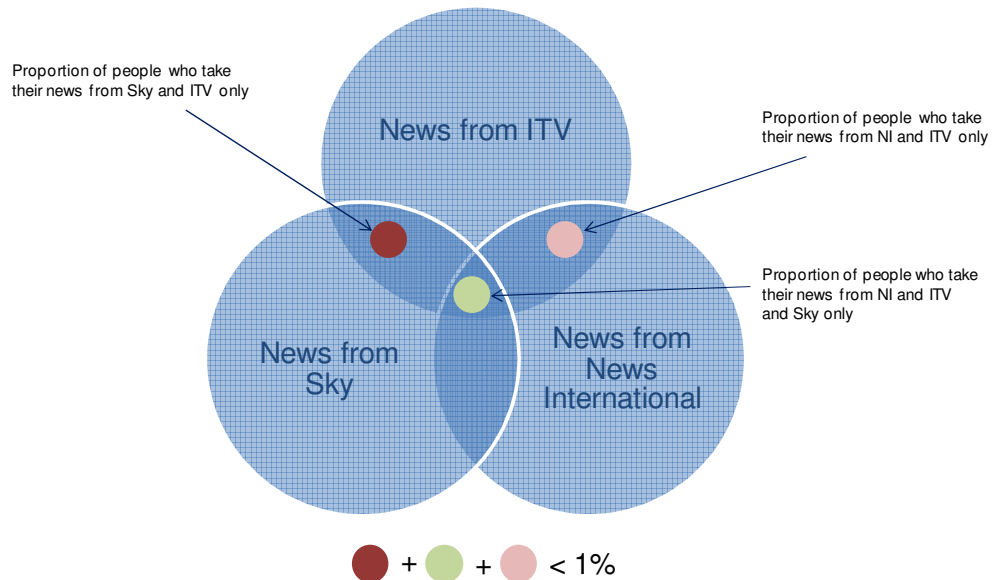 Proportion of people who take
their news from Sky and ITV only
News from ITV
Proportion of people who take
their news from NI and ITV only
Proportion of people who take
their news from NI and ITV
and Sky only
News from
Sky
News from
News
International
+ + < 1%